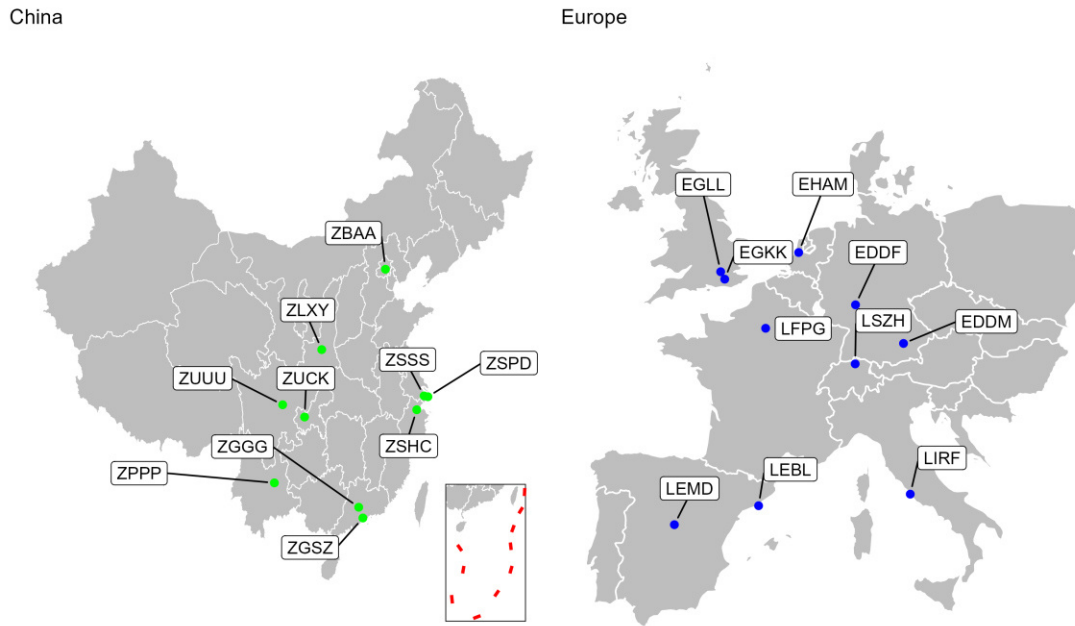 China
Europe
ZBAA
ZLXY
ZSSS
ZSPD
ZUUU
ZUCK
ZGGG
ZSHC
ZPPP
ZGSZ
EGLL
EHAM
EGKK
EDDF
LFPG
LSZH
EDDM
LEMD
LEBL
LIRF